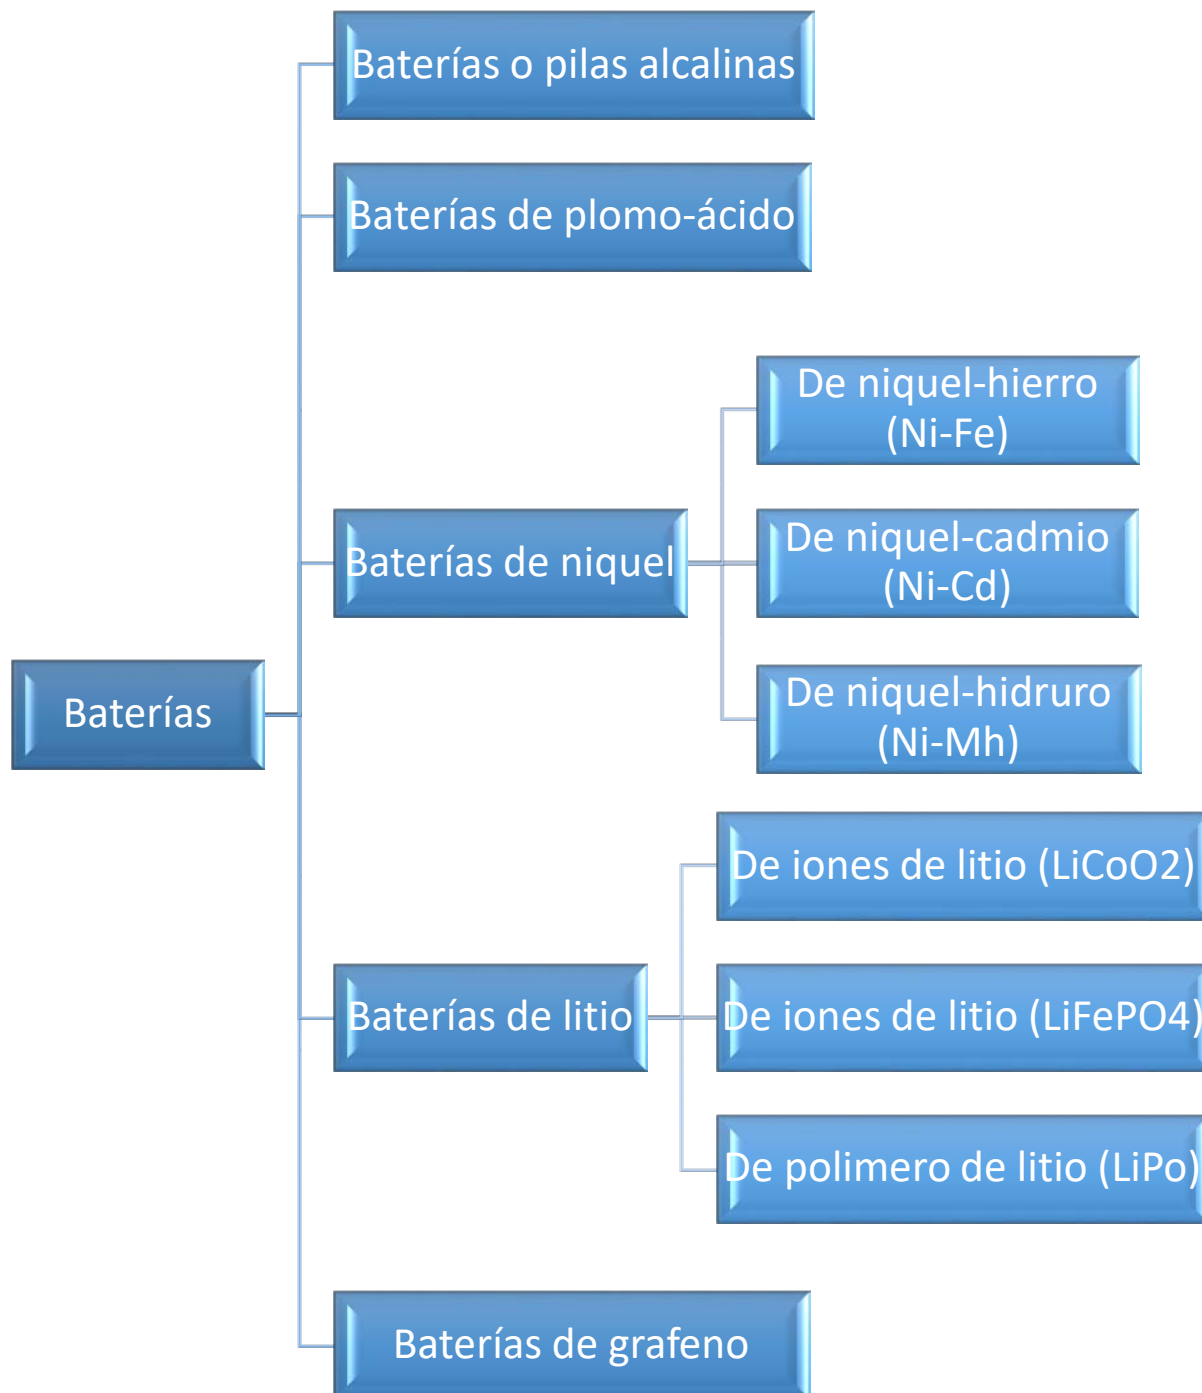 Baterías
Baterías o pilas alcalinas
Baterías de plomo-ácido
Baterías de niquel
De niquel-hierro
(Ni-Fe)
De niquel-cadmio
(Ni-Cd)
De niquel-hidruro
(Ni-Mh)
Baterías de litio
De iones de litio (LiCoO2)
De iones de litio (LiFePO4)
De polimero de litio (LiPo)
Baterías de grafeno